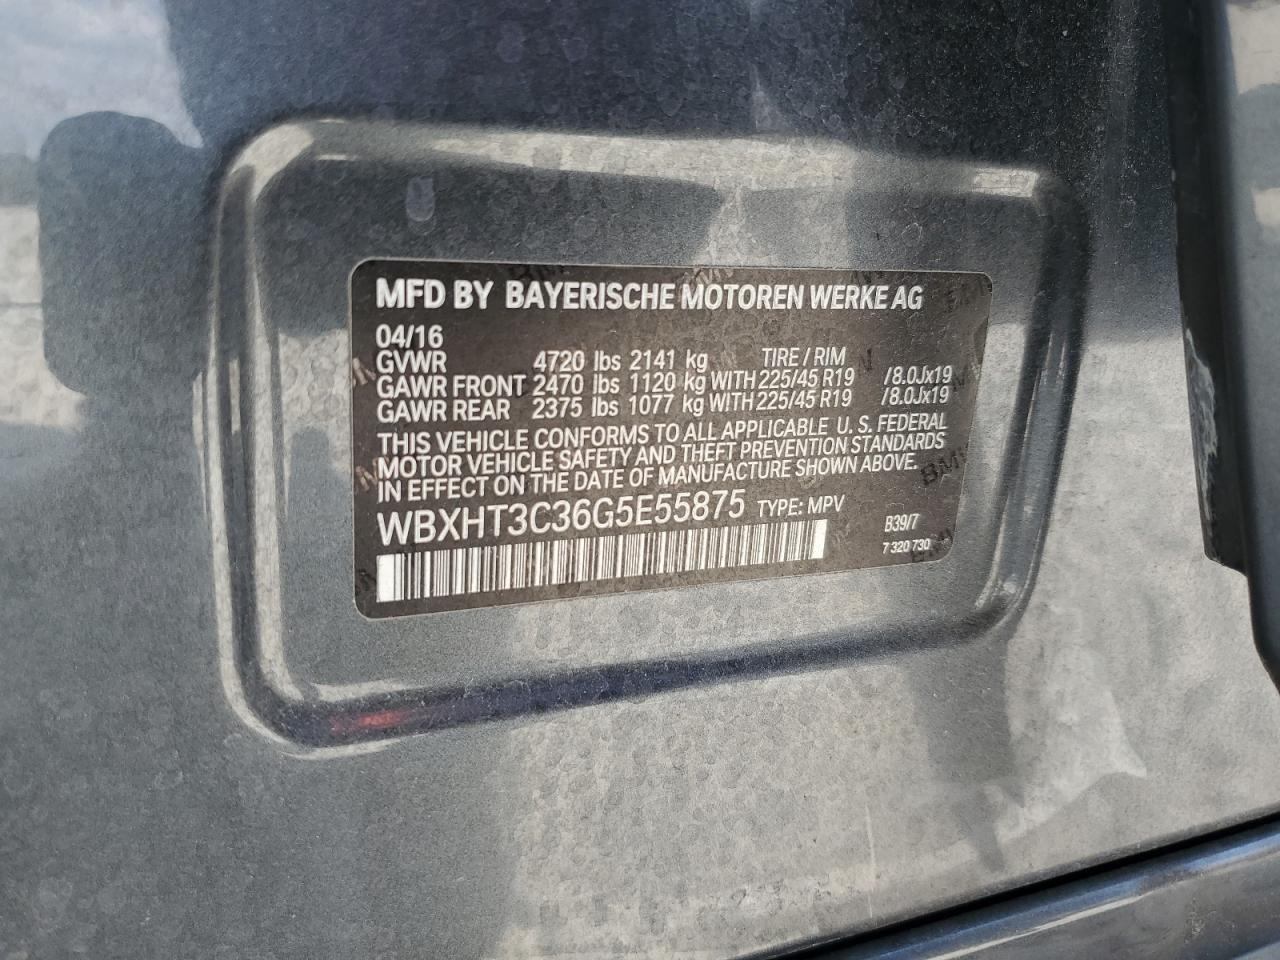 MFD BY BAYERISCHE MOTOREN WERKE AG
04/16
GVWR 4720 lbs 2141 kg TIRE / RIM
GAWR FRONT 2470 lbs 1120 kg WITH 225/45 R19 /8.0Jx19
GAWR REAR 2375 lbs 1077 kg WITH 225/45 R19 /8.0Jx19
THIS VEHICLE CONFORMS TO ALL APPLICABLE U. S. FEDERAL
MOTOR VEHICLE SAFETY AND THEFT PREVENTION STANDARDS
IN EFFECT ON THE DATE OF MANUFACTURE SHOWN ABOVE.
WBXHT3C36G5E55875 TYPE: MPV B39/7
7 320 730